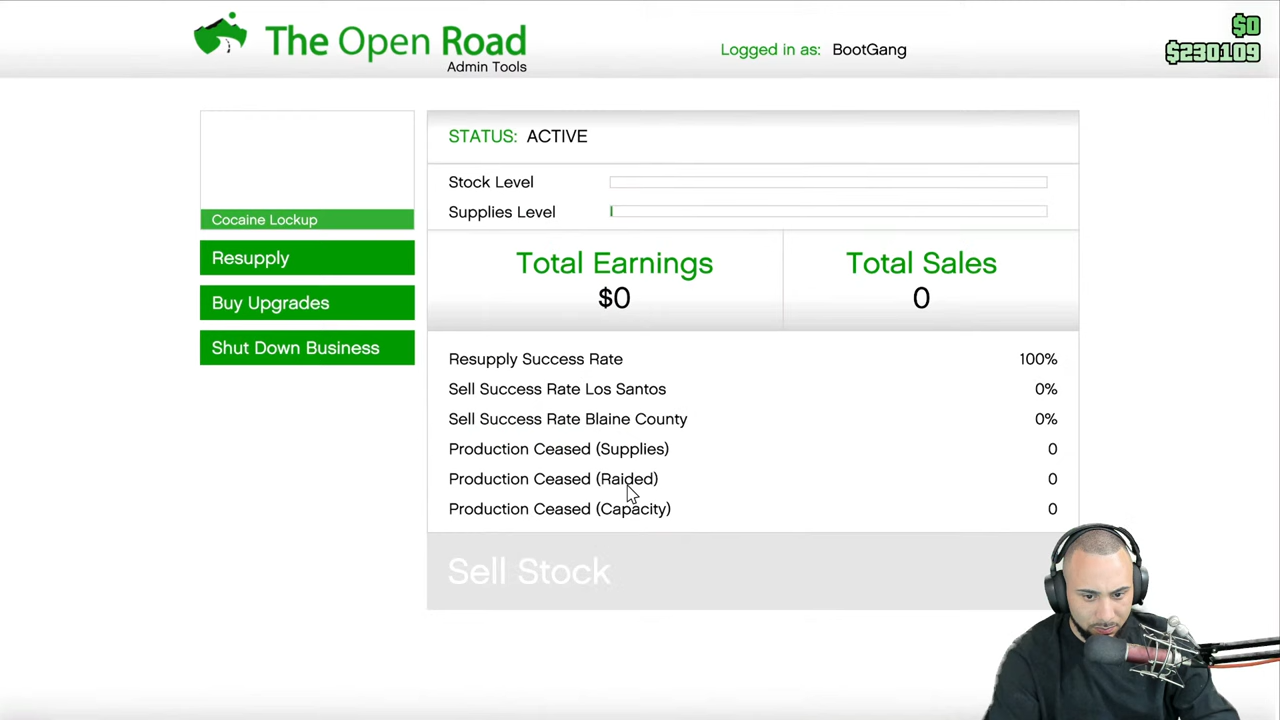 The Open Road
Admin Tools
Logged in as: BootGang
$0
$230109
Cocaine Lockup
Resupply
Buy Upgrades
Shut Down Business
STATUS: ACTIVE
Stock Level
Supplies Level
Total Earnings
$0
Total Sales
0
Resupply Success Rate 100%
Sell Success Rate Los Santos 0%
Sell Success Rate Blaine County 0%
Production Ceased (Supplies) 0
Production Ceased (Raided) 0
Production Ceased (Capacity) 0
Sell Stock